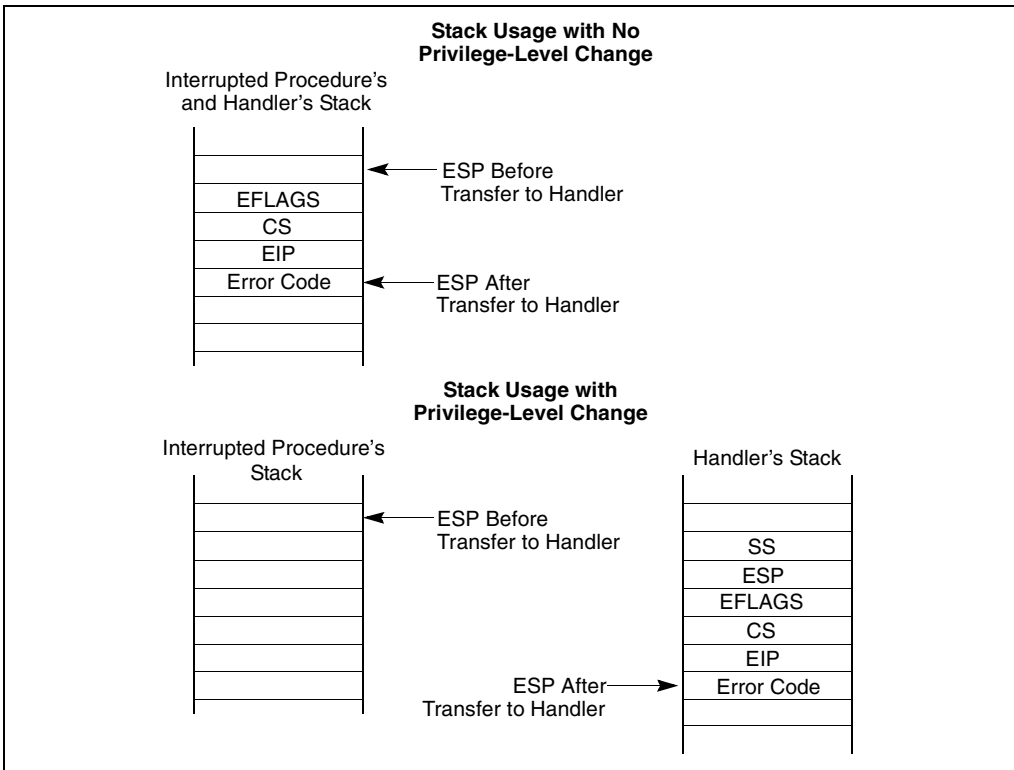 Stack Usage with No
Privilege-Level Change
Interrupted Procedure’s
and Handler’s Stack
ESP Before
Transfer to Handler
EFLAGS
CS
EIP
Error Code
ESP After
Transfer to Handler
Stack Usage with
Privilege-Level Change
Interrupted Procedure’s
Stack
Handler’s Stack
ESP Before
Transfer to Handler
SS
ESP
EFLAGS
CS
EIP
ESP After
Transfer to Handler
Error Code